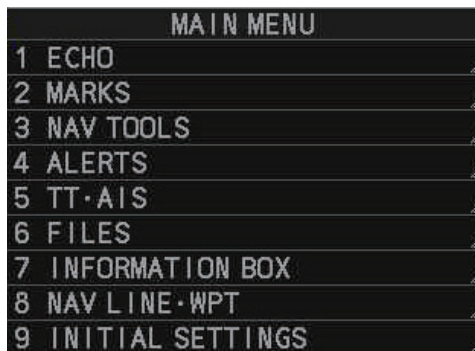 MAIN MENU
1 ECHO
2 MARKS
3 NAV TOOLS
4 ALERTS
5 TT·AIS
6 FILES
7 INFORMATION BOX
8 NAV LINE·WPT
9 INITIAL SETTINGS